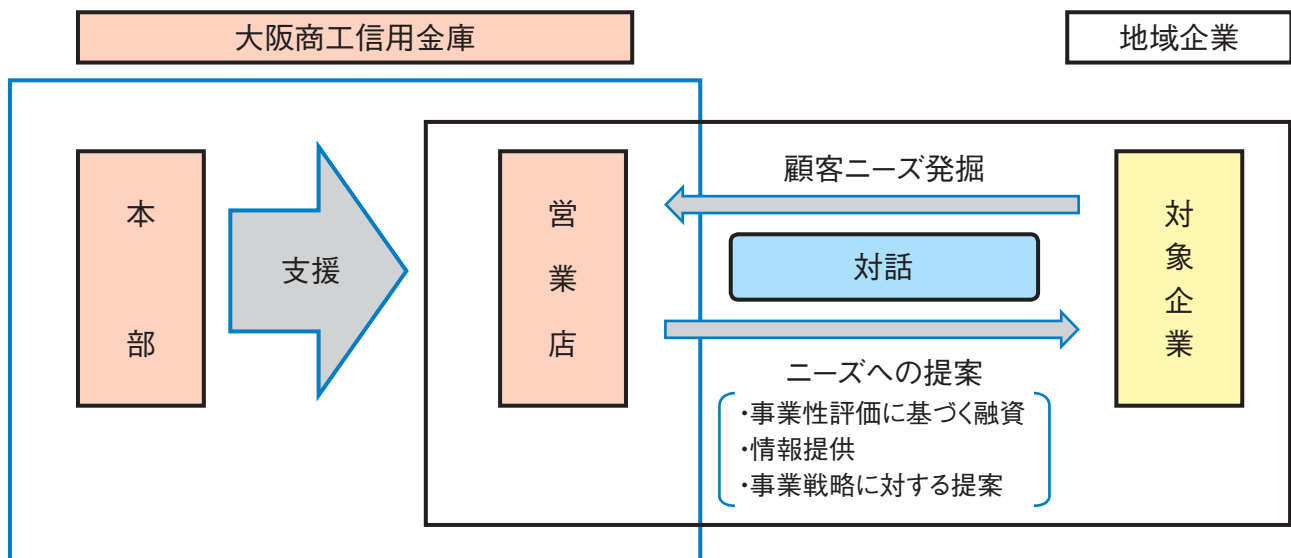 大阪商工信用金庫
地域企業
本部
支援
営業店
顧客ニーズ発掘
対話
ニーズへの提案
・事業性評価に基づく融資
・情報提供
・事業戦略に対する提案
対象企業